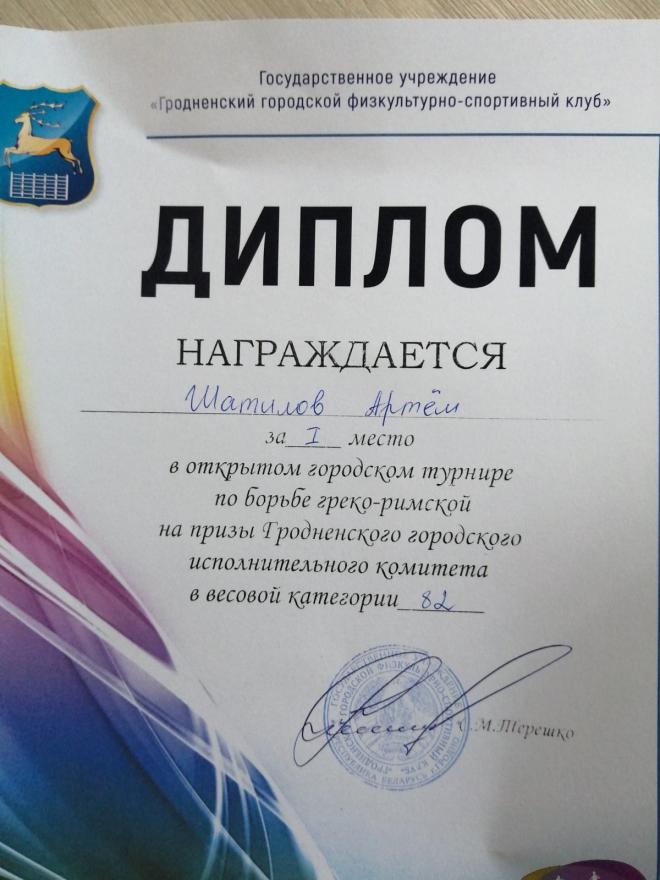 Государственное учреждение
«Гродненский городской физкультурно-спортивный клуб»
ДИПЛОМ
НАГРАЖДАЕТСЯ
Шатилов Артём
за I место
в открытом городском турнире
по борьбе греко-римской
на призы Гродненского городского
исполнительного комитета
в весовой категории 82
С.М.Терешко